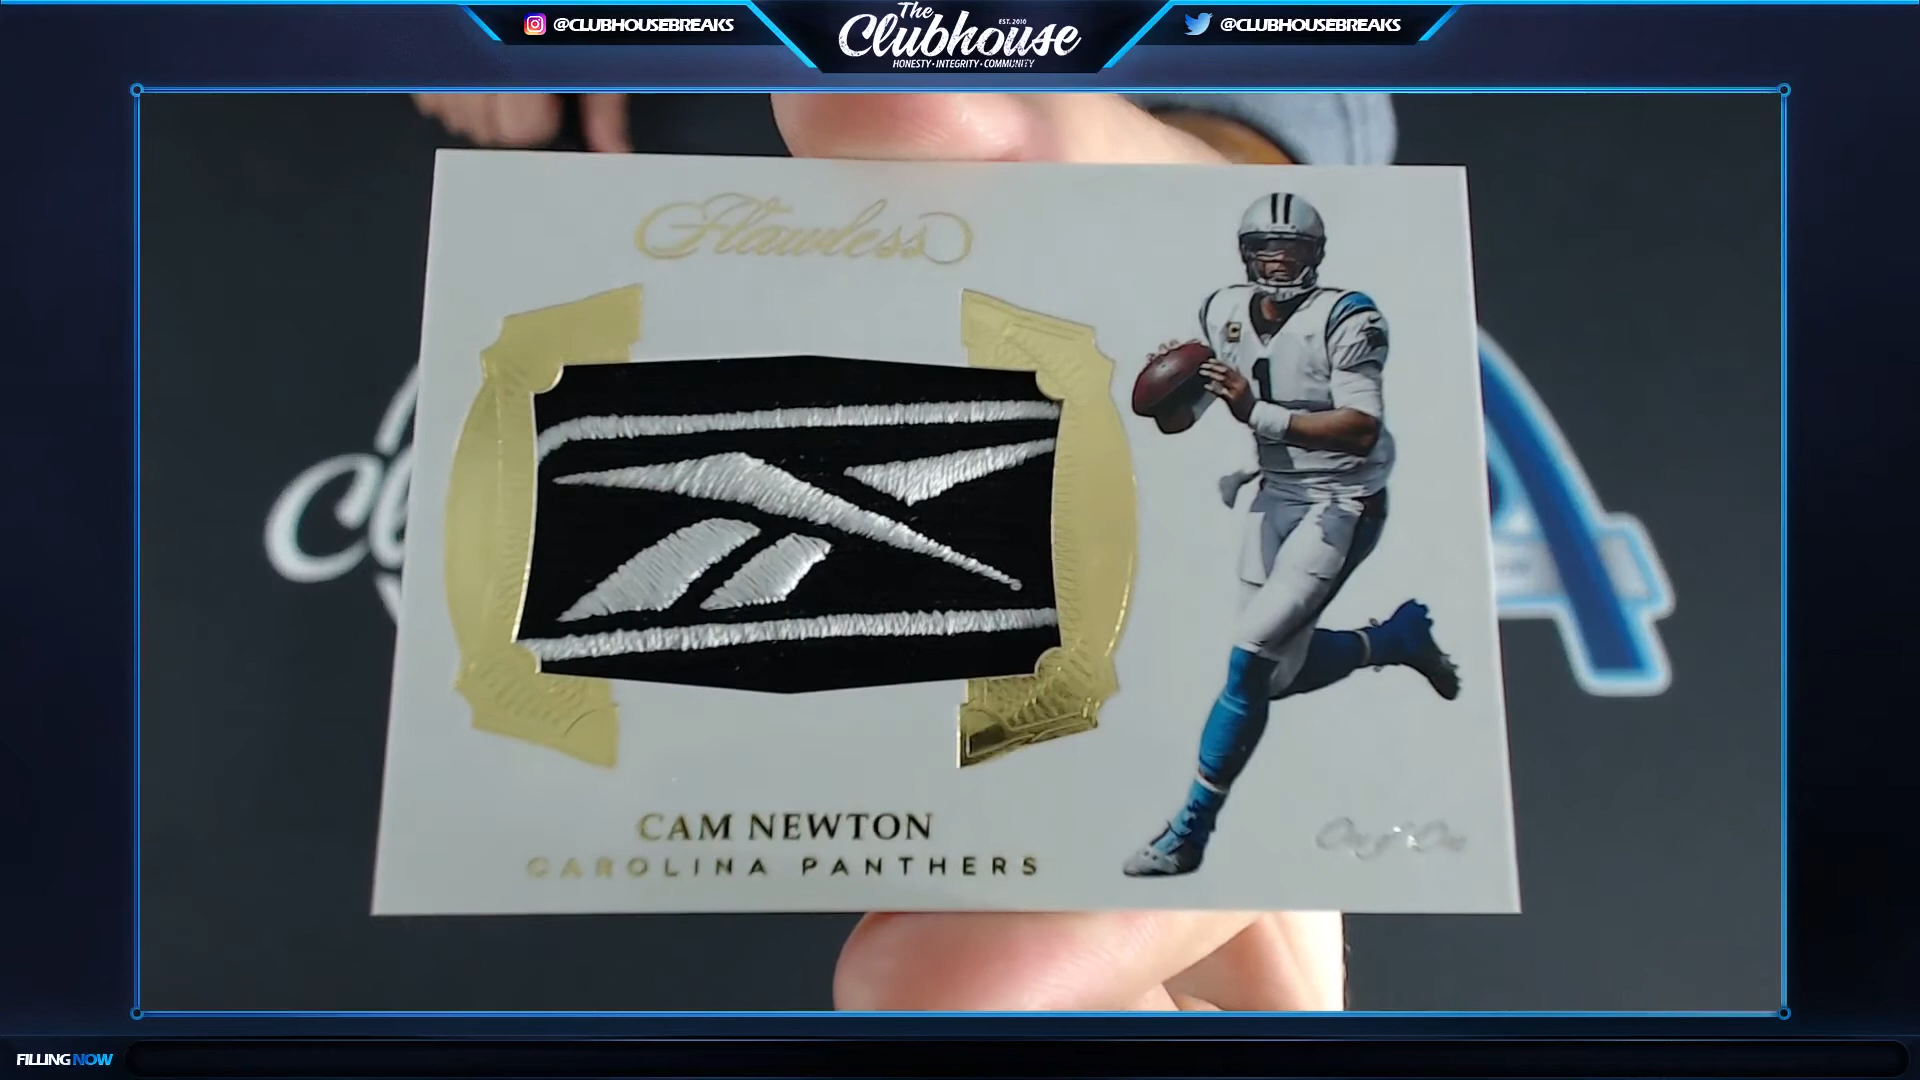 @CLUBHOUSEBREAKS
The
EST. 2010
Clubhouse
HONESTY • INTEGRITY • COMMUNITY
@CLUBHOUSEBREAKS
Flawless
1
CAM NEWTON
CAROLINA PANTHERS
One of One
FILLING NOW